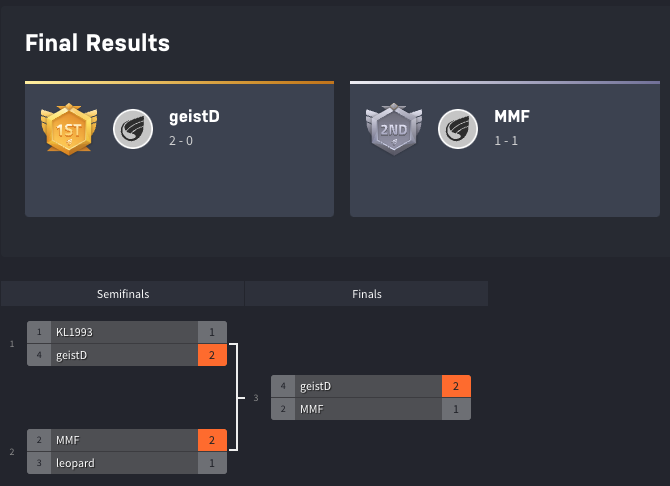 Final Results
1ST
geistD
2 - 0
2ND
MMF
1 - 1
Semifinals
Finals
1
1 KL1993 1
4 geistD 2
3
4 geistD 2
2 MMF 1
2
2 MMF 2
3 leopard 1